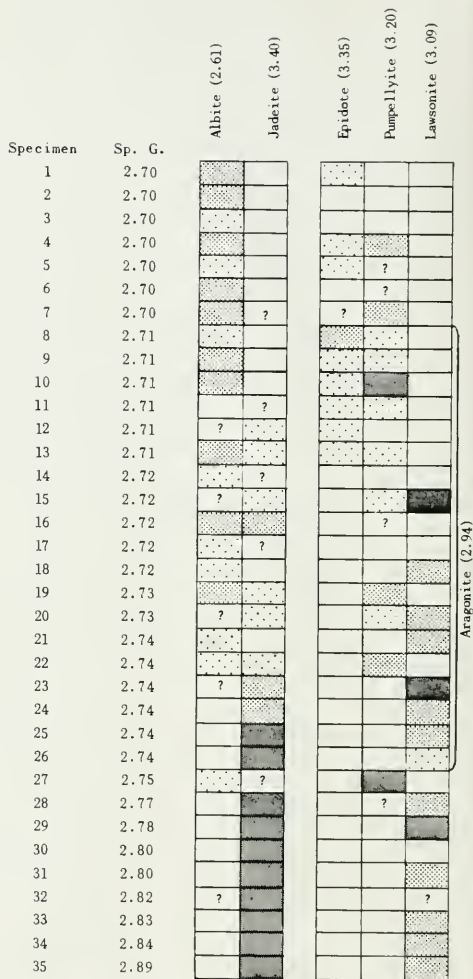 Albite (2.61) Jadeite (3.40) Epidote (3.35) Pumpellyite (3.20) Lawsonite (3.09)
Specimen Sp. G.
1 2.70
2 2.70
3 2.70
4 2.70
5 2.70 ?
6 2.70 ?
7 2.70 ? ?
8 2.71
9 2.71
10 2.71
11 2.71 ?
12 2.71 ?
13 2.71
14 2.72 ?
15 2.72 ?
16 2.72 ?
17 2.72 ?
18 2.72
19 2.73
20 2.73 ?
21 2.74
22 2.74
23 2.74 ?
24 2.74
25 2.74
26 2.74
27 2.75 ?
28 2.77 ?
29 2.78
30 2.80
31 2.80
32 2.82 ? ?
33 2.83
34 2.84
35 2.89
Aragonite (2.94)